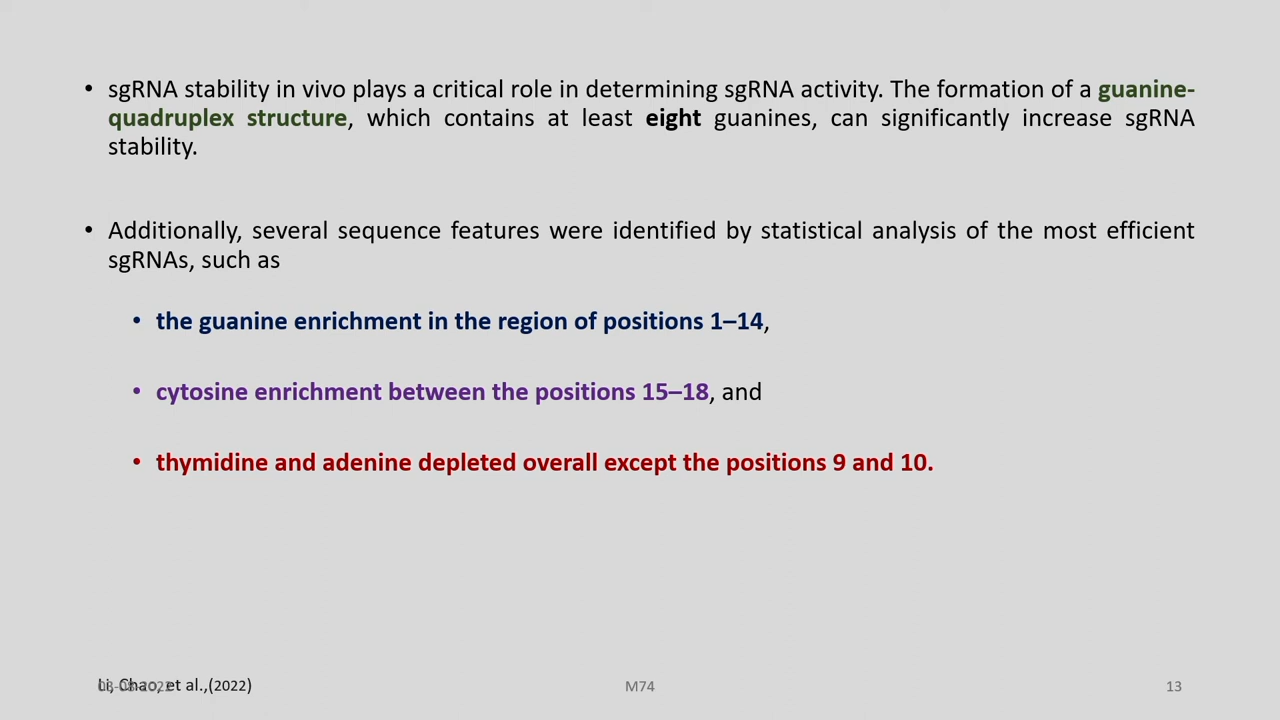 • sgRNA stability in vivo plays a critical role in determining sgRNA activity. The formation of a guanine-
quadruplex structure, which contains at least eight guanines, can significantly increase sgRNA
stability.
• Additionally, several sequence features were identified by statistical analysis of the most efficient
sgRNAs, such as
• the guanine enrichment in the region of positions 1–14,
• cytosine enrichment between the positions 15–18, and
• thymidine and adenine depleted overall except the positions 9 and 10.
Li, Chao, et al.,(2022)
M74
13